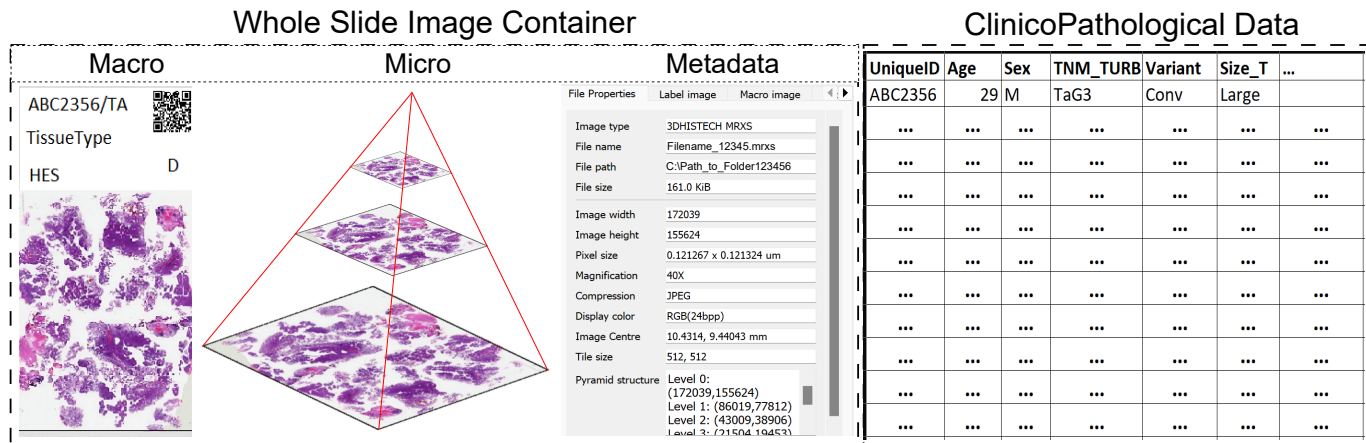 Whole Slide Image Container
ClinicoPathological Data
Macro
Micro
Metadata
ABC2356/TA
TissueType
HES D
File Properties Label image Macro image
Image type 3DHISTECH MRXS
File name Filename_12345.mrxs
File path C:\Path_to_Folder123456
File size 161.0 KiB
Image width 172039
Image height 155624
Pixel size 0.121267 x 0.121324 um
Magnification 40X
Compression JPEG
Display color RGB(24bpp)
Image Centre 10.4314, 9.44043 mm
Tile size 512, 512
Pyramid structure Level 0:
(172039,155624)
Level 1: (86019,77812)
Level 2: (43009,38906)
Level 3: (21504,19453)
UniqueID Age Sex TNM_TURB Variant Size_T ...
ABC2356 29 M TaG3 Conv Large
... ... ... ... ... ... ...
... ... ... ... ... ... ...
... ... ... ... ... ... ...
... ... ... ... ... ... ...
... ... ... ... ... ... ...
... ... ... ... ... ... ...
... ... ... ... ... ... ...
... ... ... ... ... ... ...
... ... ... ... ... ... ...
... ... ... ... ... ... ...